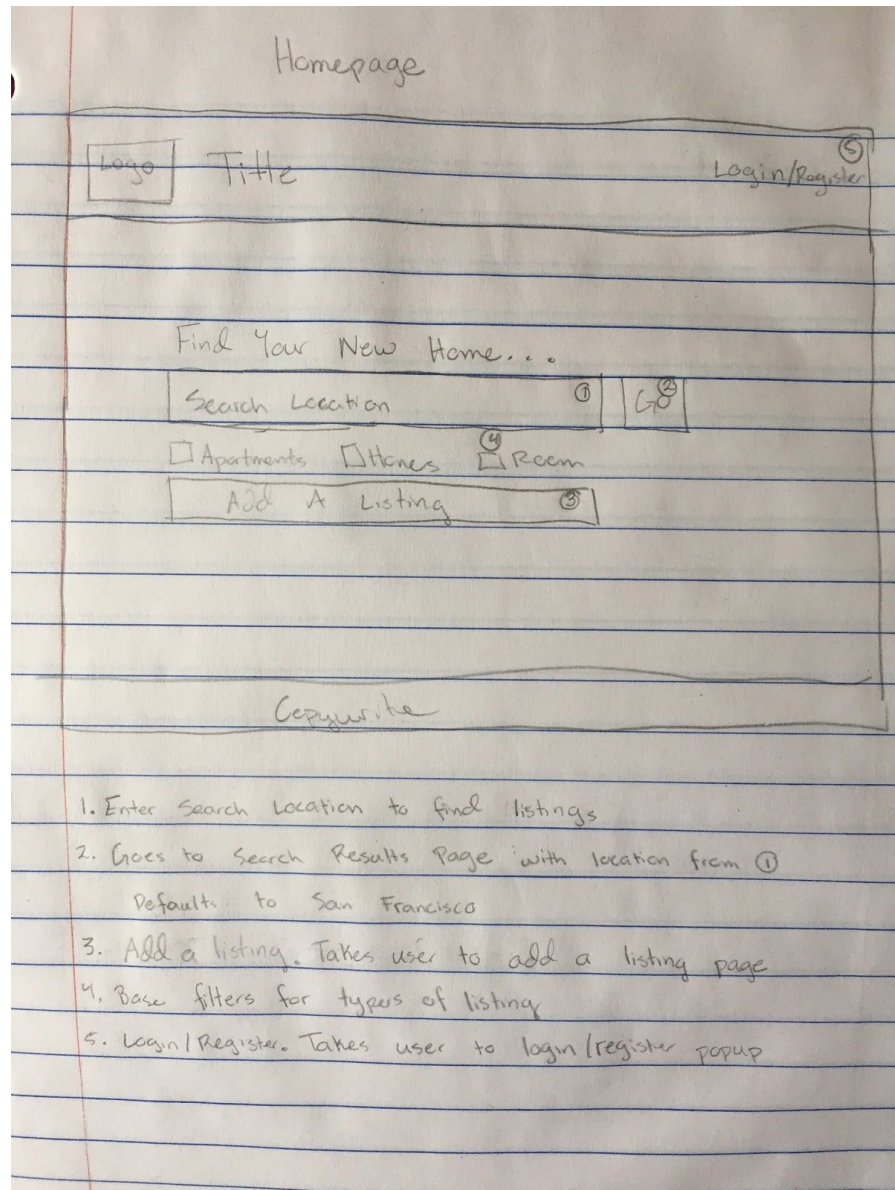 Homepage
Logo Title Login/Register ⑤
Find Your New Home...
Search Location ① GO ②
④
Apartments Homes Room
Add A Listing ③
Copywrite
1. Enter Search Location to find listings
2. Goes to Search Results Page with location from ①
Defaults to San Francisco
3. Add a listing. Takes user to add a listing page
4. Base filters for types of listing
5. Login/Register. Takes user to login/register popup